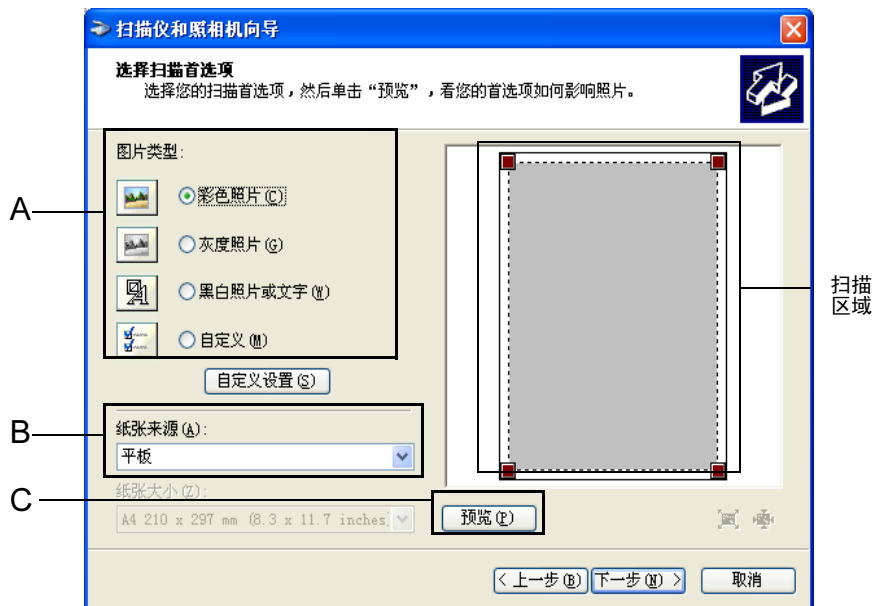 扫描仪和照相机向导
选择扫描首选项
选择您的扫描首选项，然后单击“预览”，看您的首选项如何影响照片。
A
图片类型:
彩色照片(C)
灰度照片(G)
黑白照片或文字(W)
自定义(M)
自定义设置(S)
扫描
区域
B
纸张来源(A):
平板
C
纸张大小(Z):
A4 210 x 297 mm (8.3 x 11.7 inches)
预览(P)
< 上一步(B)
下一步(N) >
取消